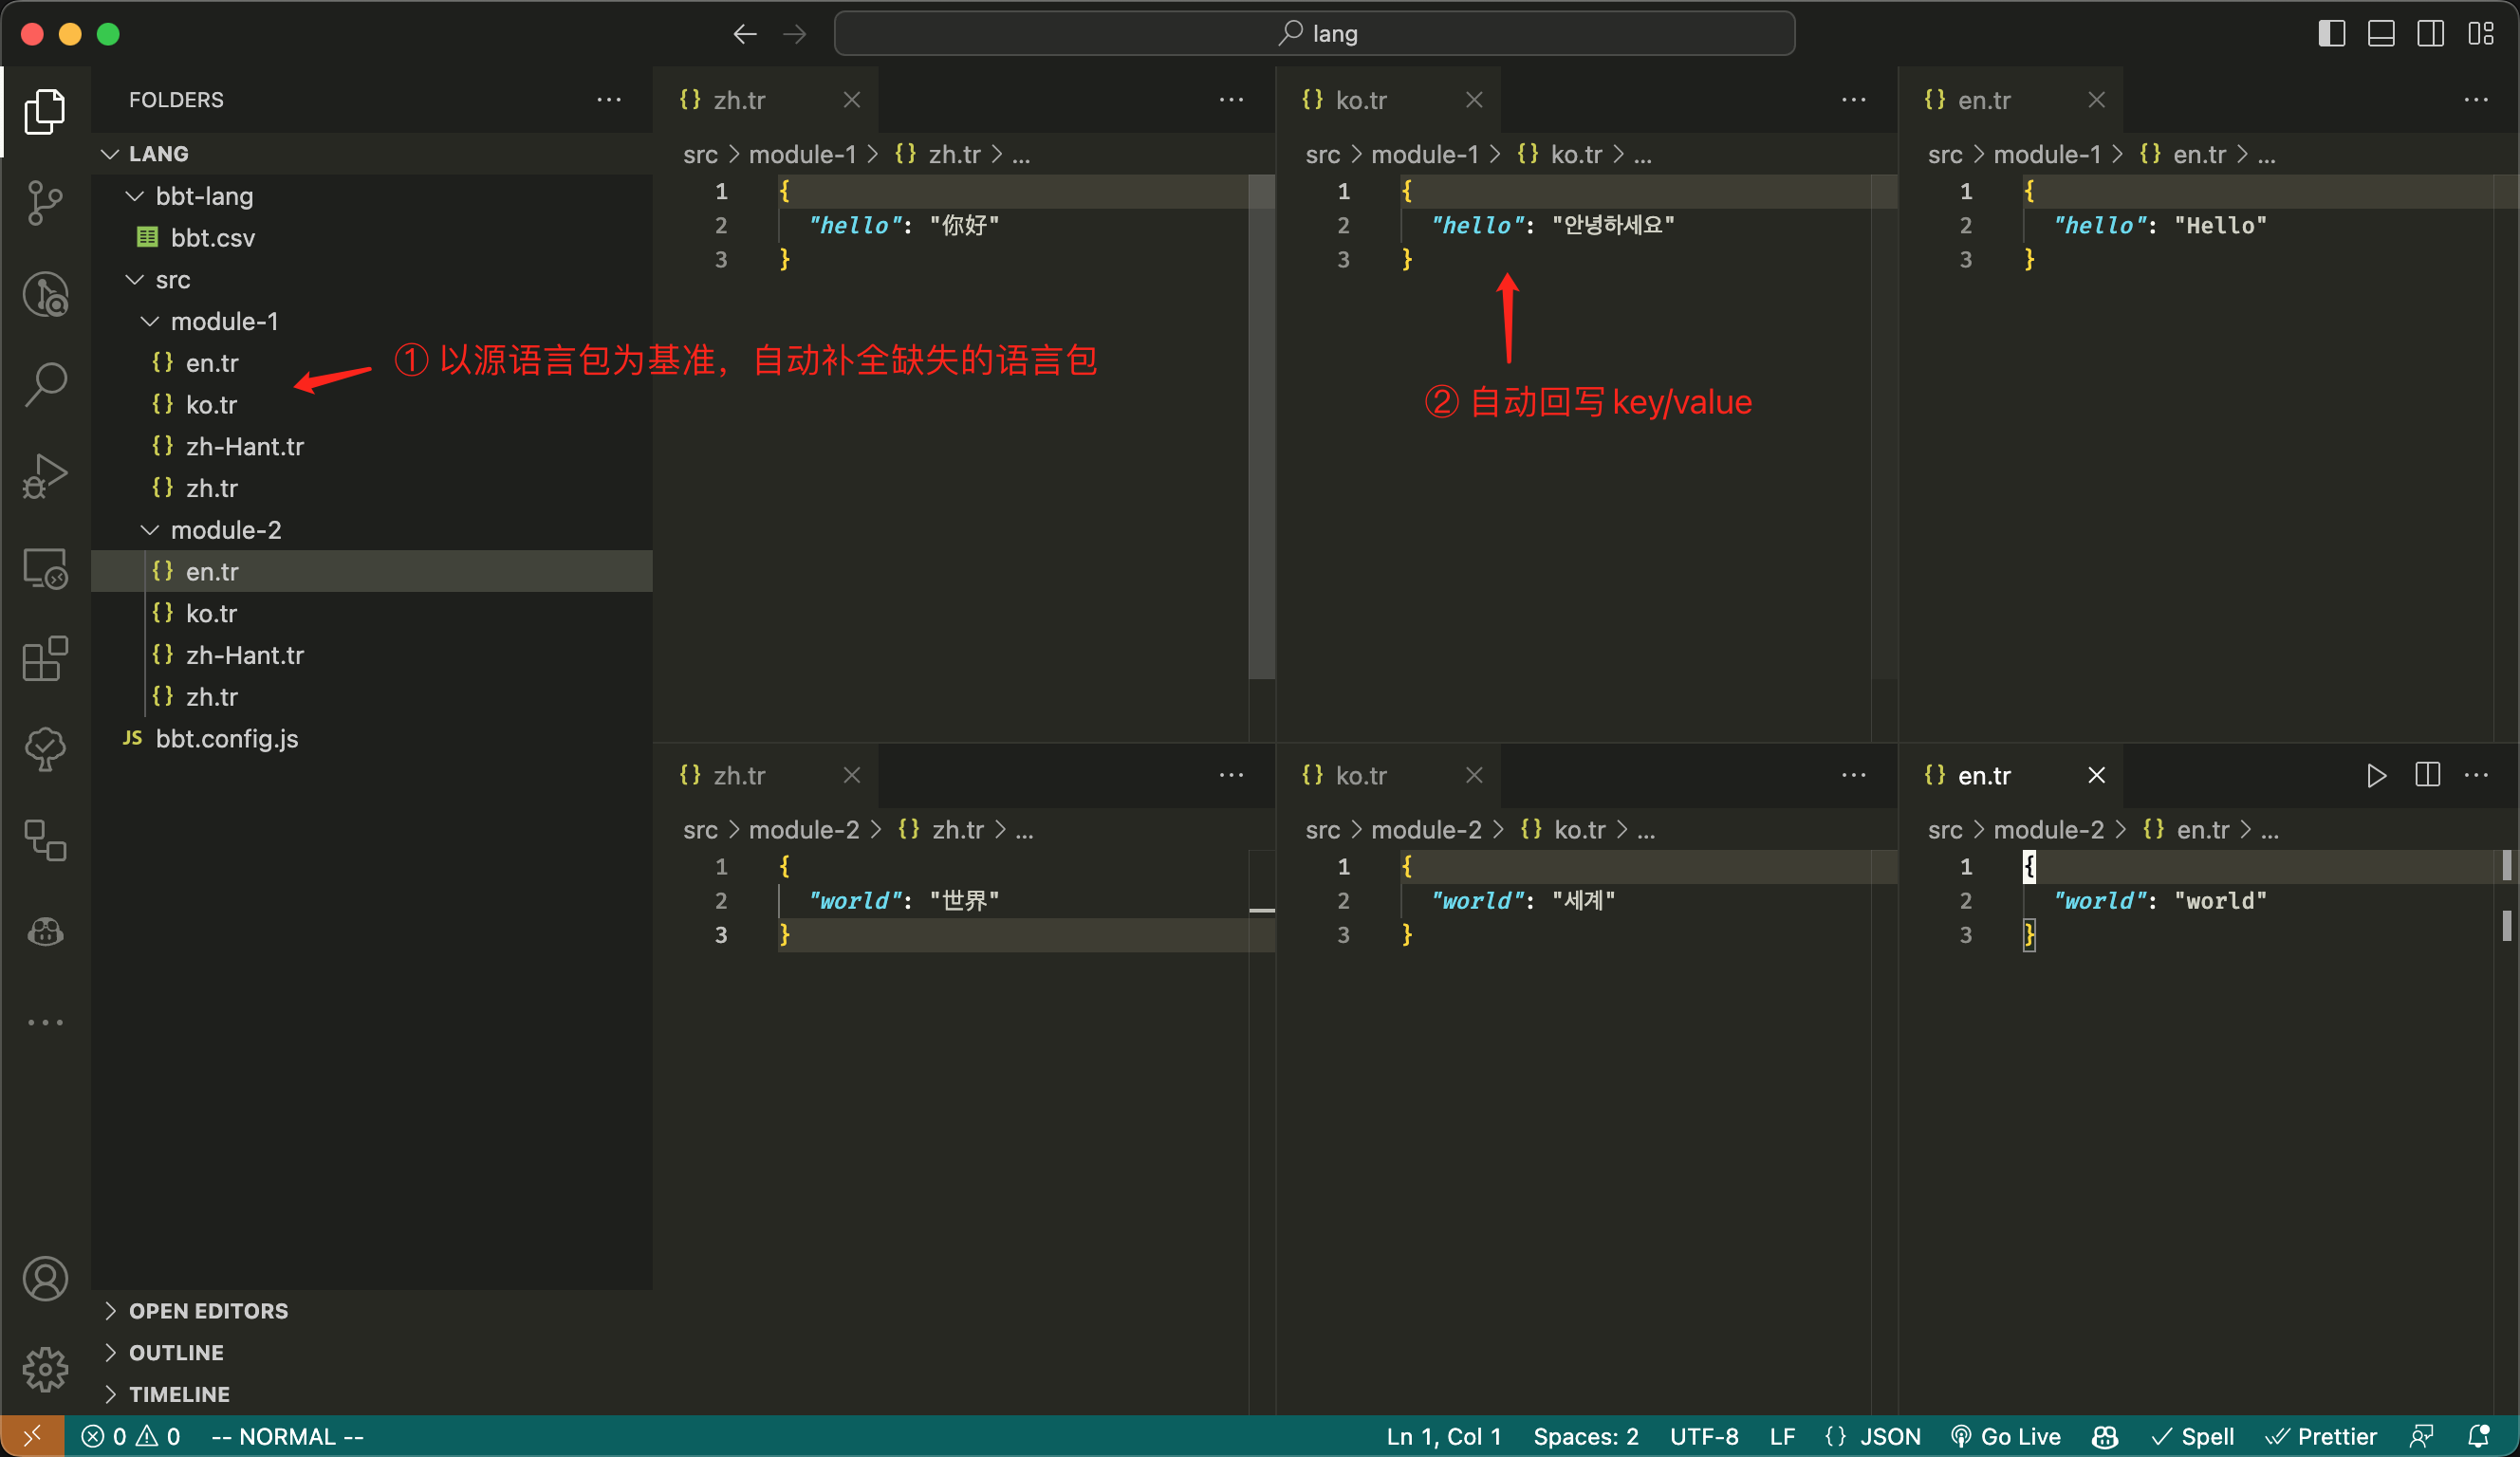 lang
FOLDERS
LANG
bbt-lang
bbt.csv
src
module-1
en.tr
ko.tr
zh-Hant.tr
zh.tr
module-2
en.tr
ko.tr
zh-Hant.tr
zh.tr
JS bbt.config.js
OPEN EDITORS
OUTLINE
TIMELINE
① 以源语言包为基准，自动补全缺失的语言包
{} zh.tr
src > module-1 > {} zh.tr > ...
1 {
2 "hello": "你好"
3 }
{} ko.tr
src > module-1 > {} ko.tr > ...
1 {
2 "hello": "안녕하세요"
3 }
② 自动回写 key/value
{} en.tr
src > module-1 > {} en.tr > ...
1 {
2 "hello": "Hello"
3 }
{} zh.tr
src > module-2 > {} zh.tr > ...
1 {
2 "world": "世界"
3 }
{} ko.tr
src > module-2 > {} ko.tr > ...
1 {
2 "world": "세계"
3 }
{} en.tr
src > module-2 > {} en.tr > ...
1 {
2 "world": "world"
3 }
0 0 -- NORMAL -- Ln 1, Col 1 Spaces: 2 UTF-8 LF {} JSON Go Live Spell Prettier